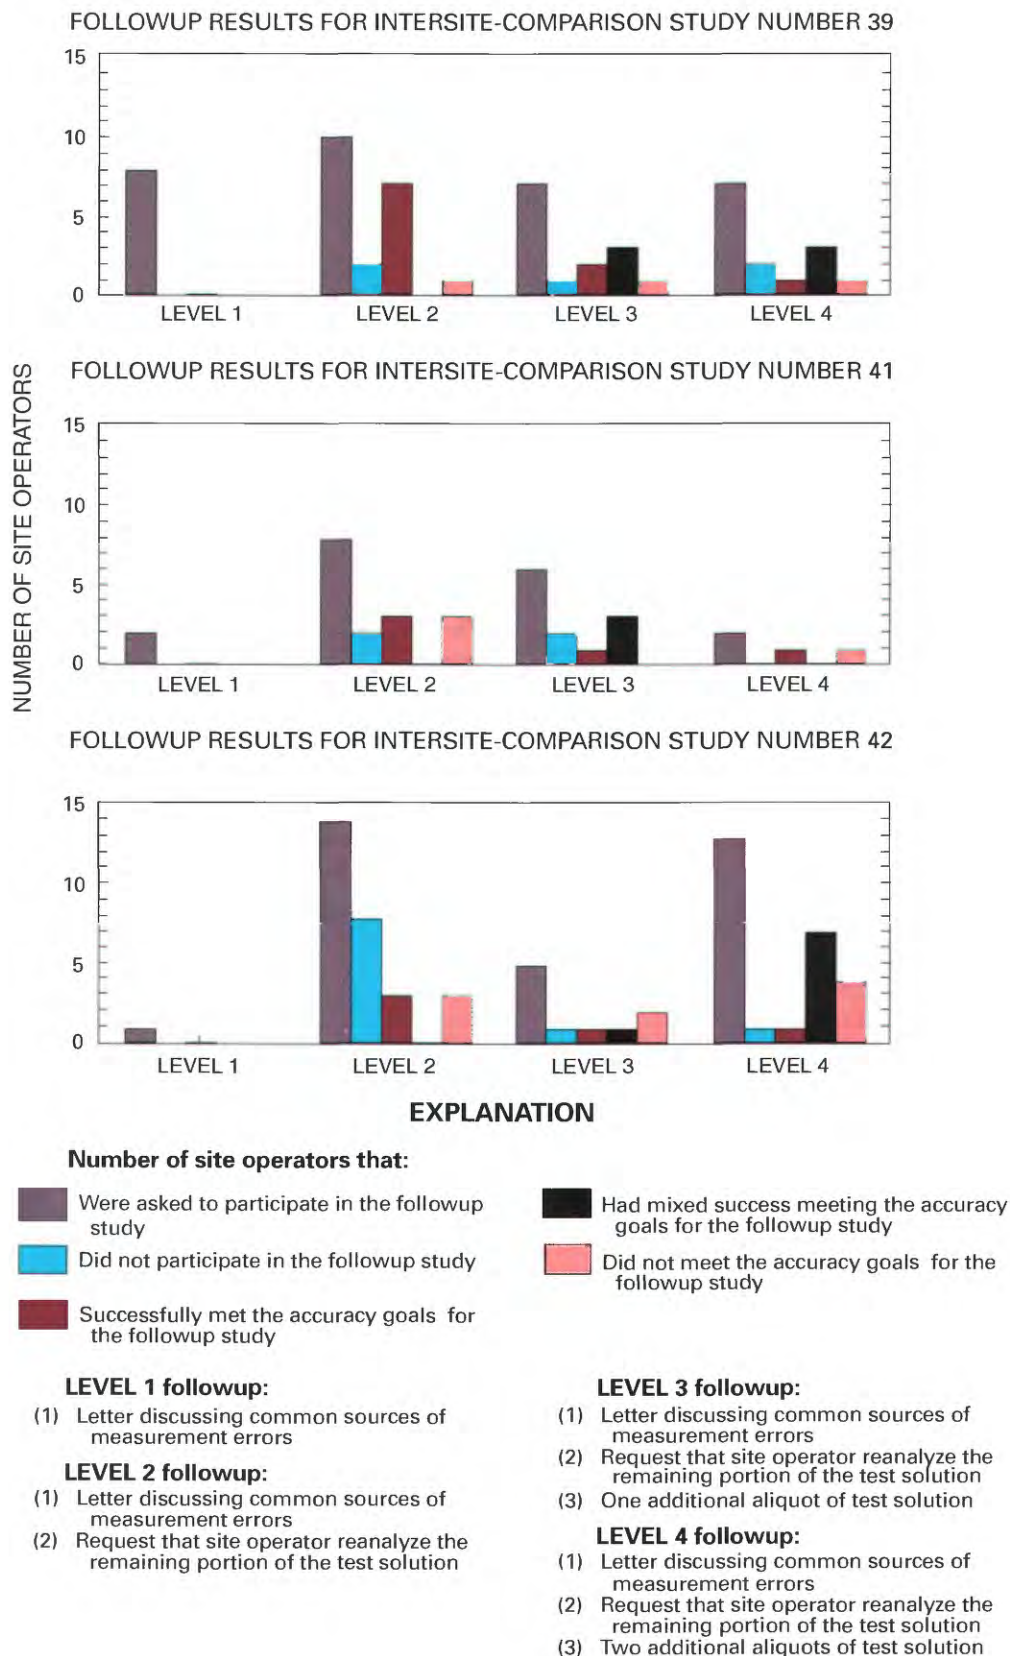 FOLLOWUP RESULTS FOR INTERSITE-COMPARISON STUDY NUMBER 39
15
10
5
0
LEVEL 1
LEVEL 2
LEVEL 3
LEVEL 4
NUMBER OF SITE OPERATORS
FOLLOWUP RESULTS FOR INTERSITE-COMPARISON STUDY NUMBER 41
15
10
5
0
LEVEL 1
LEVEL 2
LEVEL 3
LEVEL 4
FOLLOWUP RESULTS FOR INTERSITE-COMPARISON STUDY NUMBER 42
15
10
5
0
LEVEL 1
LEVEL 2
LEVEL 3
LEVEL 4
EXPLANATION
Number of site operators that:
Were asked to participate in the followup
study
Did not participate in the followup study
Successfully met the accuracy goals for
the followup study
Had mixed success meeting the accuracy
goals for the followup study
Did not meet the accuracy goals for the
followup study
LEVEL 1 followup:
(1) Letter discussing common sources of
measurement errors
LEVEL 2 followup:
(1) Letter discussing common sources of
measurement errors
(2) Request that site operator reanalyze the
remaining portion of the test solution
LEVEL 3 followup:
(1) Letter discussing common sources of
measurement errors
(2) Request that site operator reanalyze the
remaining portion of the test solution
(3) One additional aliquot of test solution
LEVEL 4 followup:
(1) Letter discussing common sources of
measurement errors
(2) Request that site operator reanalyze the
remaining portion of the test solution
(3) Two additional aliquots of test solution